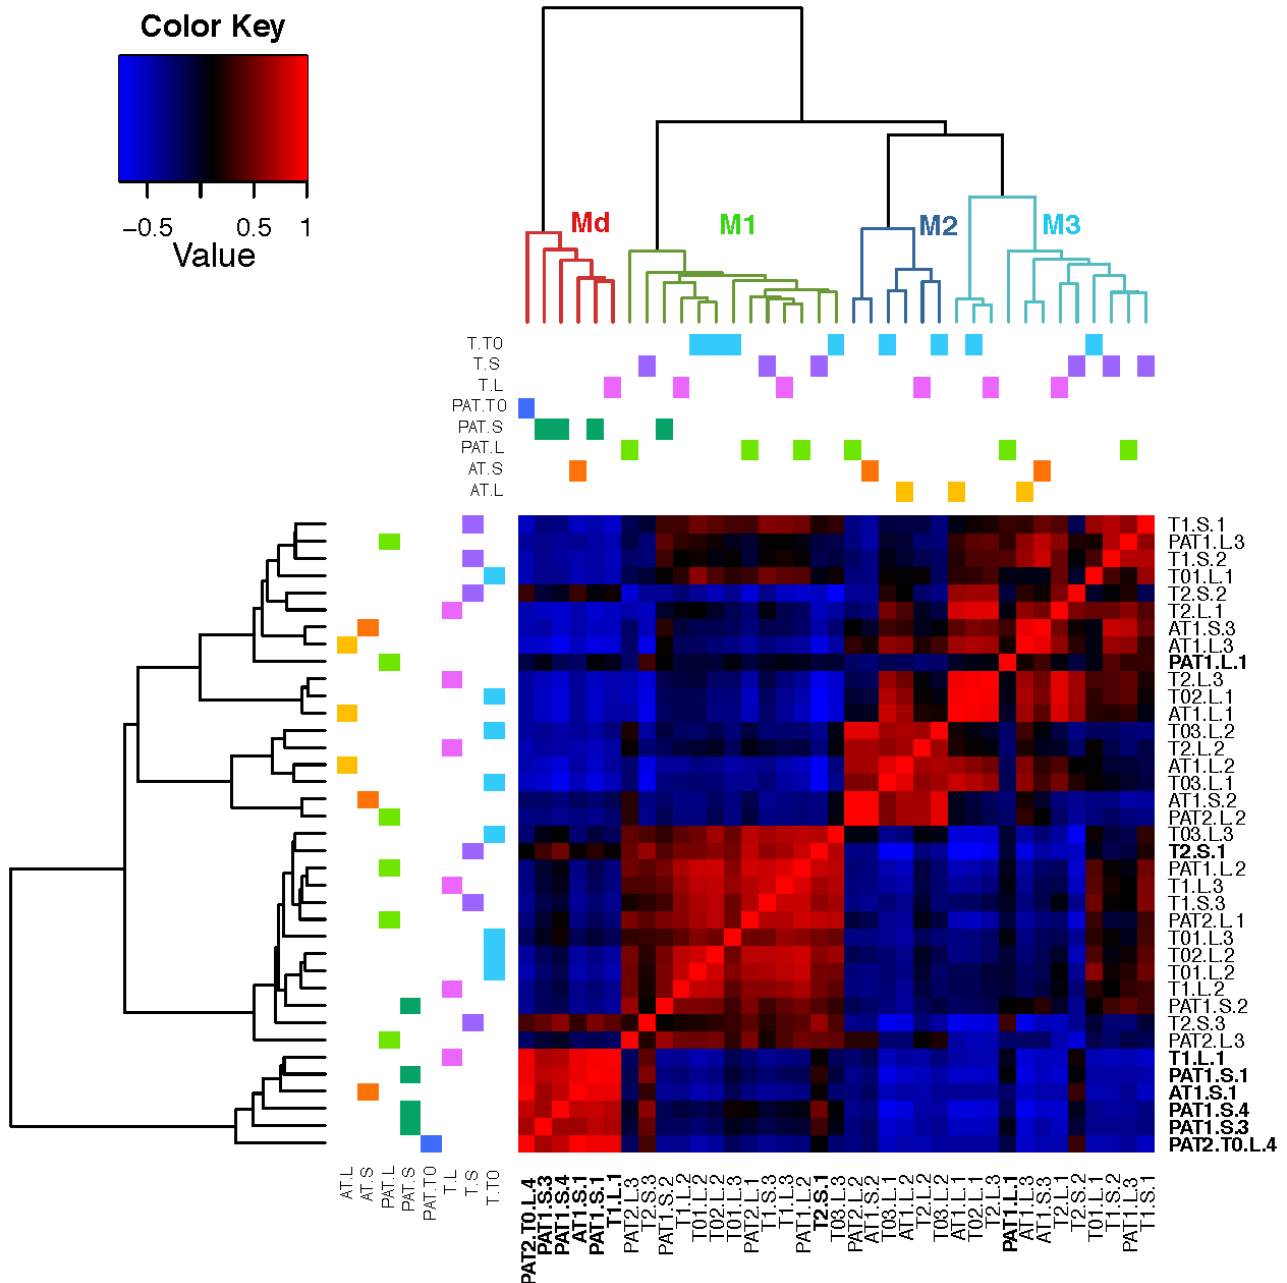 Color Key
−0.5 0.5 1
Value
Md M1 M2 M3
T.T0
T.S
T.L
PAT.T0
PAT.S
PAT.L
AT.S
AT.L
T1.S.1
PAT1.L.3
T1.S.2
T01.L.1
T2.S.2
T2.L.1
AT1.S.3
AT1.L.3
PAT1.L.1
T2.L.3
T02.L.1
AT1.L.1
T03.L.2
T2.L.2
AT1.L.2
T03.L.1
AT1.S.2
PAT2.L.2
T03.L.3
T2.S.1
PAT1.L.2
T1.L.3
T1.S.3
PAT2.L.1
T01.L.3
T02.L.2
T01.L.2
T1.L.2
PAT1.S.2
T2.S.3
PAT2.L.3
T1.L.1
PAT1.S.1
AT1.S.1
PAT1.S.4
PAT1.S.3
PAT2.T0.L.4
AT.L
AT.S
PAT.L
PAT.S
PAT.T0
T.L
T.S
T.T0
PAT2.T0.L.4
PAT1.S.3
PAT1.S.4
AT1.S.1
PAT1.S.1
T1.L.1
PAT2.L.3
T2.S.3
PAT1.S.2
T1.L.2
T01.L.2
T02.L.2
T01.L.3
PAT2.L.1
T1.S.3
T1.L.3
PAT1.L.2
T2.S.1
T03.L.3
PAT2.L.2
AT1.S.2
T03.L.1
AT1.L.2
T2.L.2
T03.L.2
AT1.L.1
T02.L.1
T2.L.3
PAT1.L.1
AT1.L.3
AT1.S.3
T2.L.1
T2.S.2
T01.L.1
T1.S.2
PAT1.L.3
T1.S.1